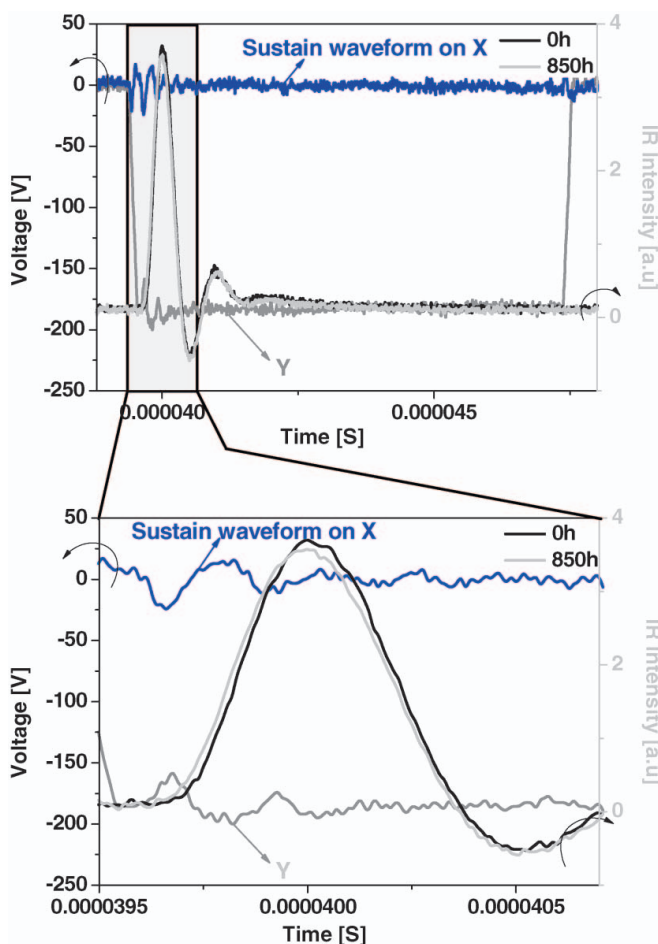 50
0
-50
-100
-150
-200
-250
Voltage [V]
Sustain waveform on X
0h
850h
4
2
0
IR Intensity [a.u]
Y
0.000040
0.000045
Time [S]
50
0
-50
-100
-150
-200
-250
Voltage [V]
Sustain waveform on X
0h
850h
4
2
0
IR Intensity [a.u]
Y
0.0000395
0.0000400
0.0000405
Time [S]